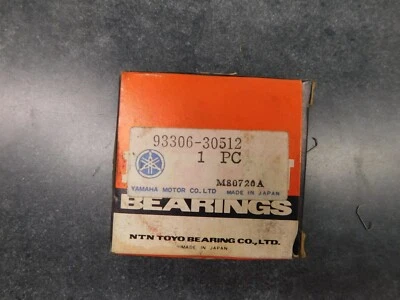 93306-30512
1 PC
M80720A
YAMAHA MOTOR CO., LTD MADE IN JAPAN
BEARINGS
NTN TOYO BEARING CO., LTD.
MADE IN JAPAN